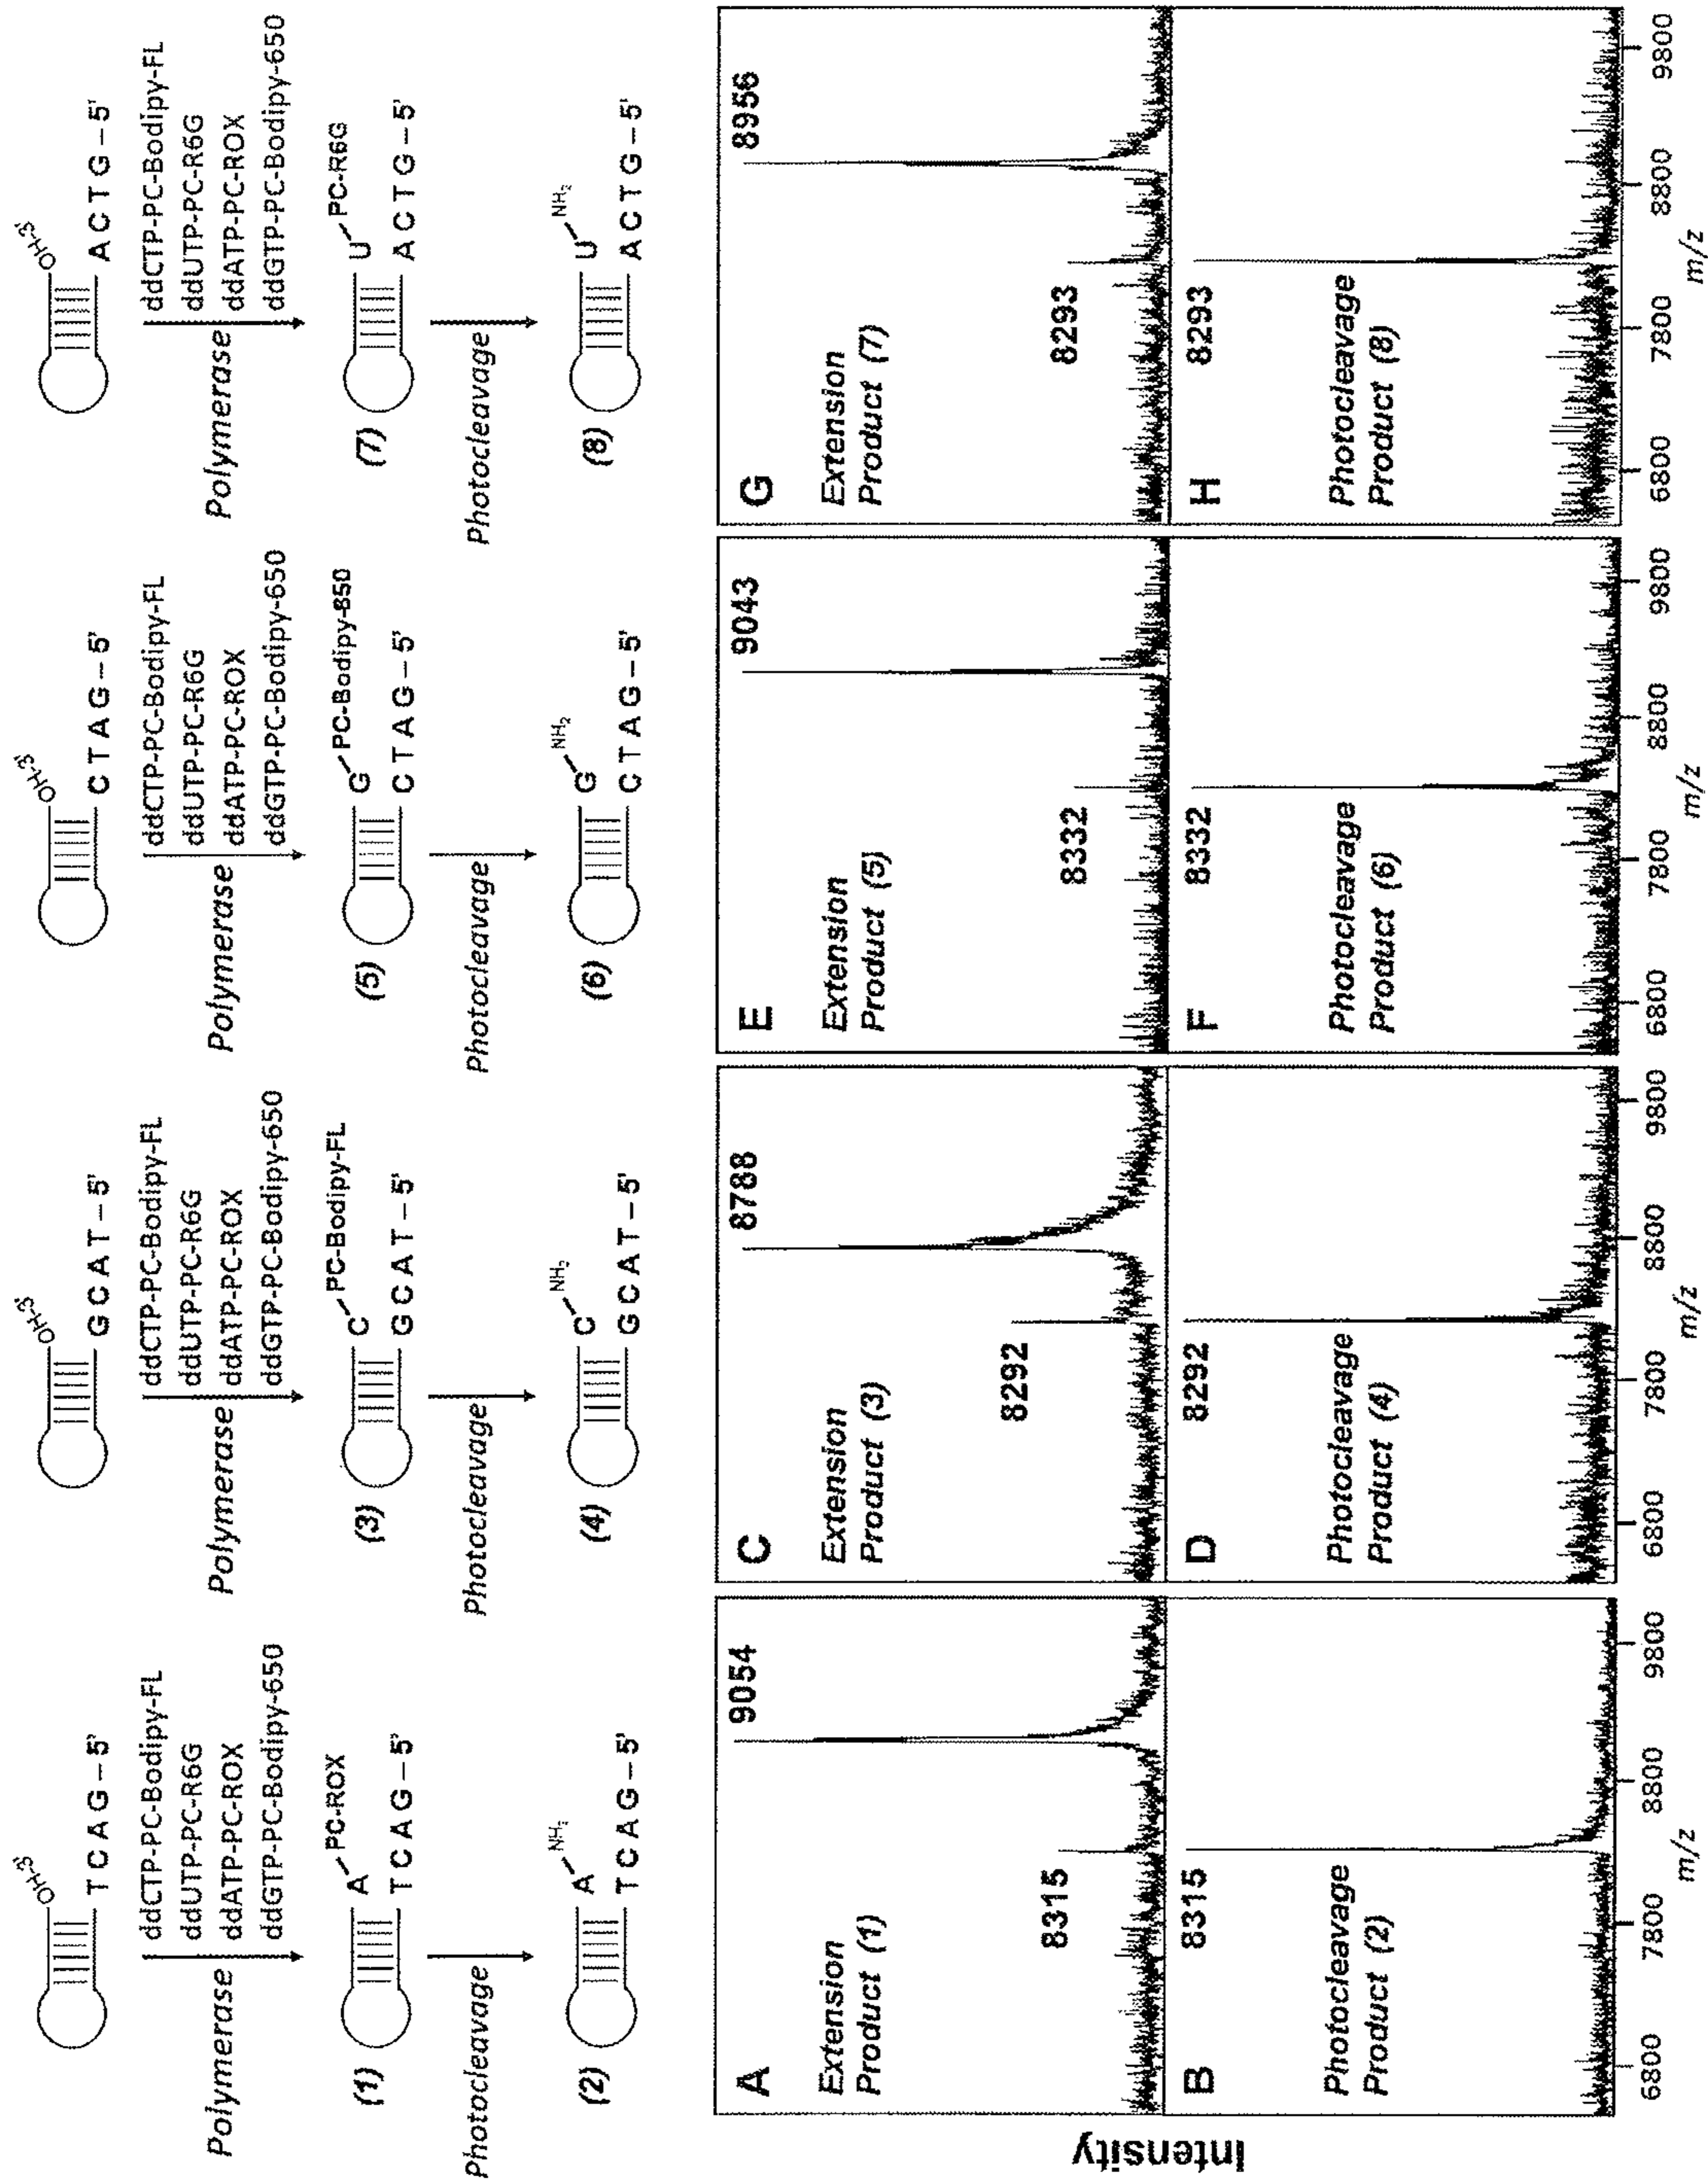 OH-3'
T C A G – 5'
Polymerase
ddCTP-PC-Bodipy-FL
ddUTP-PC-R6G
ddATP-PC-ROX
ddGTP-PC-Bodipy-650
(1)
A
PC-ROX
T C A G – 5'
Photocleavage
(2)
A
NH2
T C A G – 5'
OH-3'
G C A T – 5'
Polymerase
ddCTP-PC-Bodipy-FL
ddUTP-PC-R6G
ddATP-PC-ROX
ddGTP-PC-Bodipy-650
(3)
C
PC-Bodipy-FL
G C A T – 5'
Photocleavage
(4)
C
NH2
G C A T – 5'
OH-3'
C T A G – 5'
Polymerase
ddCTP-PC-Bodipy-FL
ddUTP-PC-R6G
ddATP-PC-ROX
ddGTP-PC-Bodipy-650
(5)
G
PC-Bodipy-650
C T A G – 5'
Photocleavage
(6)
G
NH2
C T A G – 5'
OH-3'
A C T G – 5'
Polymerase
ddCTP-PC-Bodipy-FL
ddUTP-PC-R6G
ddATP-PC-ROX
ddGTP-PC-Bodipy-650
(7)
U
PC-R6G
A C T G – 5'
Photocleavage
(8)
U
NH2
A C T G – 5'
Intensity
A
9054
Extension
Product (1)
8315
B
8315
Photocleavage
Product (2)
6800 7800 8800 9800
m/z
C
8788
Extension
Product (3)
8292
D
8292
Photocleavage
Product (4)
6800 7800 8800 9800
m/z
E
9043
Extension
Product (5)
8332
F
8332
Photocleavage
Product (6)
6800 7800 8800 9800
m/z
G
8956
Extension
Product (7)
8293
H
8293
Photocleavage
Product (8)
6800 7800 8800 9800
m/z